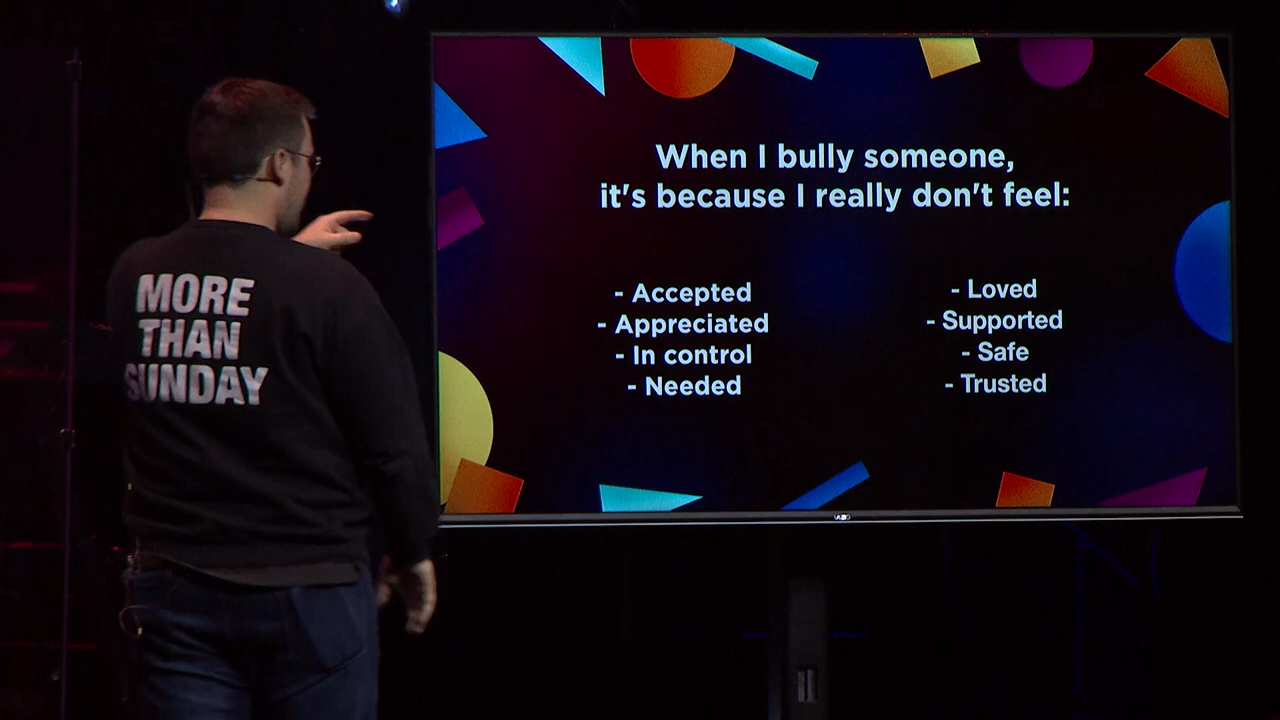 MORE
THAN
SUNDAY
When I bully someone,
it's because I really don't feel:
- Accepted
- Appreciated
- In control
- Needed
- Loved
- Supported
- Safe
- Trusted